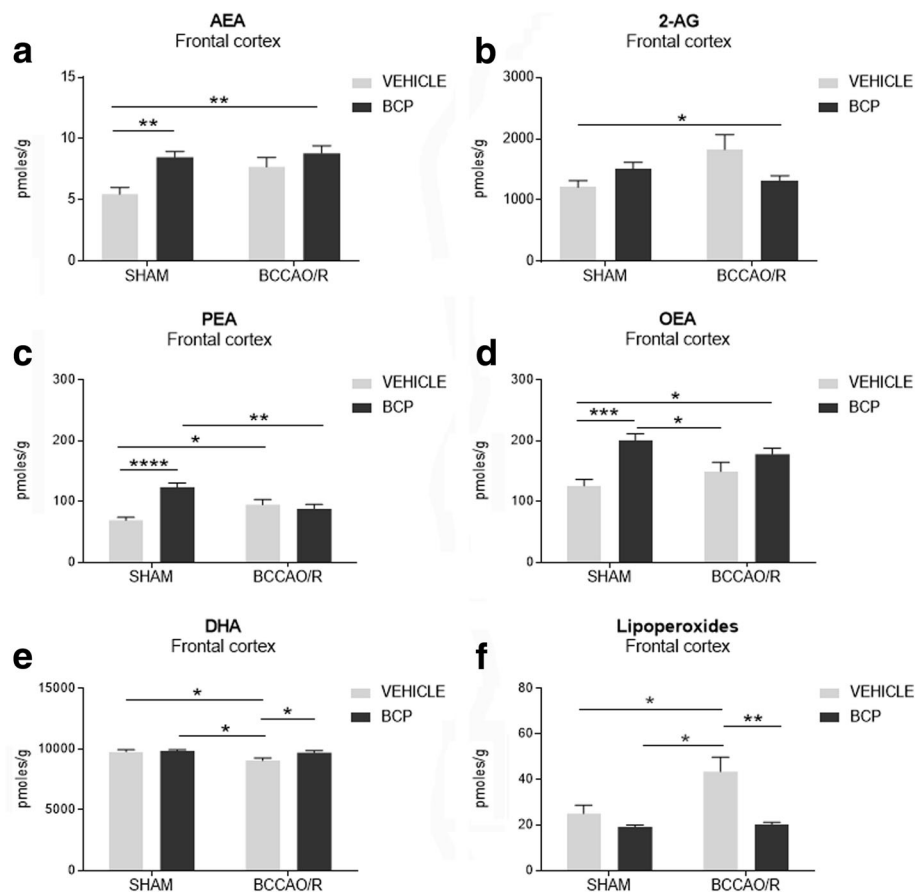 a
AEA
Frontal cortex
VEHICLE
BCP
pmoles/g
15
10
5
0
**
**
SHAM
BCCAO/R
b
2-AG
Frontal cortex
VEHICLE
BCP
pmoles/g
3000
2000
1000
0
*
SHAM
BCCAO/R
c
PEA
Frontal cortex
VEHICLE
BCP
pmoles/g
300
200
100
0
**
*
****
SHAM
BCCAO/R
d
OEA
Frontal cortex
VEHICLE
BCP
pmoles/g
300
200
100
0
*
***
*
SHAM
BCCAO/R
e
DHA
Frontal cortex
VEHICLE
BCP
pmoles/g
15000
10000
5000
0
*
*
*
SHAM
BCCAO/R
f
Lipoperoxides
Frontal cortex
VEHICLE
BCP
pmoles/g
80
60
40
20
0
*
**
*
SHAM
BCCAO/R